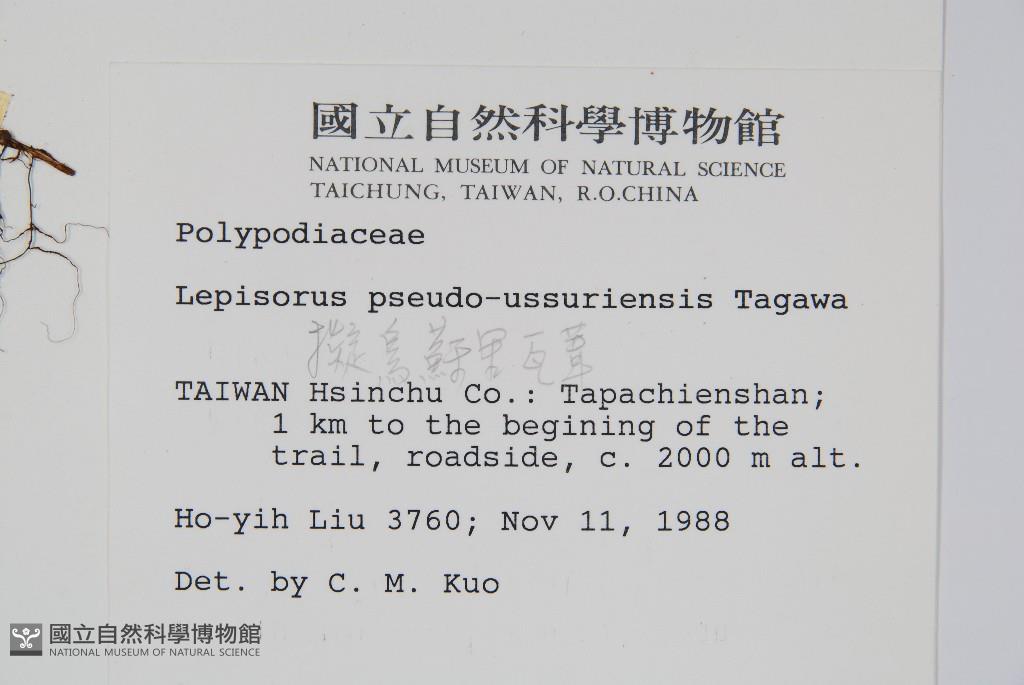 國立自然科學博物館
NATIONAL MUSEUM OF NATURAL SCIENCE
TAICHUNG, TAIWAN, R.O.CHINA
Polypodiaceae
Lepisorus pseudo-ussuriensis Tagawa
擬烏蘇里瓦葦
TAIWAN Hsinchu Co.: Tapachienshan;
1 km to the begining of the
trail, roadside, c. 2000 m alt.
Ho-yih Liu 3760; Nov 11, 1988
Det. by C. M. Kuo
國立自然科學博物館
NATIONAL MUSEUM OF NATURAL SCIENCE